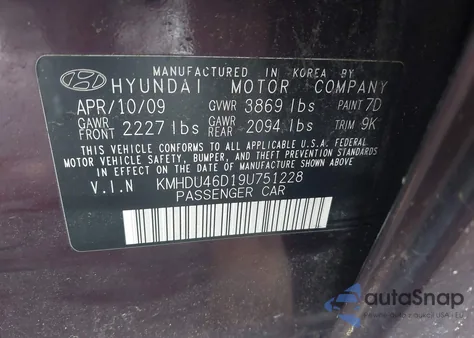 MANUFACTURED IN KOREA BY
HYUNDAI MOTOR COMPANY
APR/10/09 GVWR 3869 lbs PAINT 7D
GAWR FRONT 2227 lbs GAWR REAR 2094 lbs TRIM 9K
THIS VEHICLE CONFORMS TO ALL APPLICABLE U.S.A FEDERAL
MOTOR VEHICLE SAFETY, BUMPER, AND THEFT PREVENTION STANDARDS
IN EFFECT ON THE DATE OF MANUFACTURE SHOWN ABOVE.
V.I.N KMHDU46D19U751228
PASSENGER CAR
autoSnap